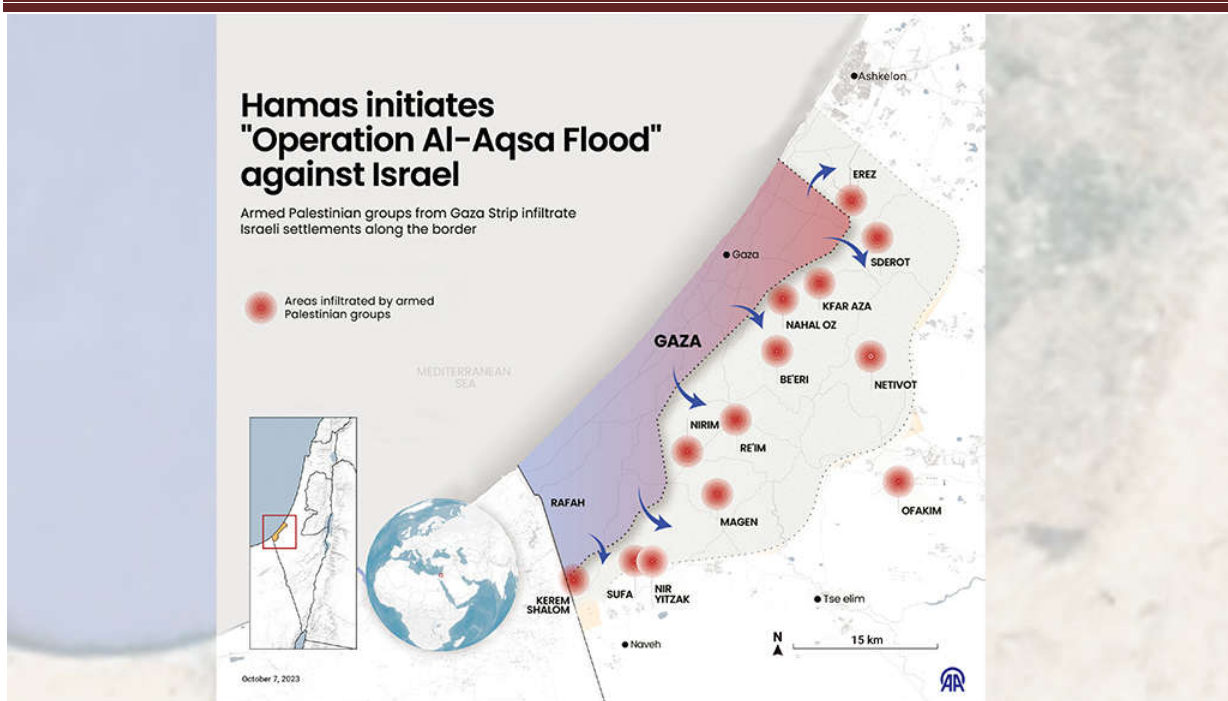 Hamas initiates
"Operation Al-Aqsa Flood"
against Israel
Armed Palestinian groups from Gaza Strip infiltrate
Israeli settlements along the border
Areas infiltrated by armed
Palestinian groups
MEDITERRANEAN
SEA
Ashkelon
EREZ
SDEROT
Gaza
KFAR AZA
NAHAL OZ
GAZA
BE'ERI
NETIVOT
NIRIM
RE'IM
RAFAH
MAGEN
OFAKIM
KEREM
SHALOM
SUFA
NIR
YITZAK
Tse elim
Naveh
N
15 km
October 7, 2023
AA